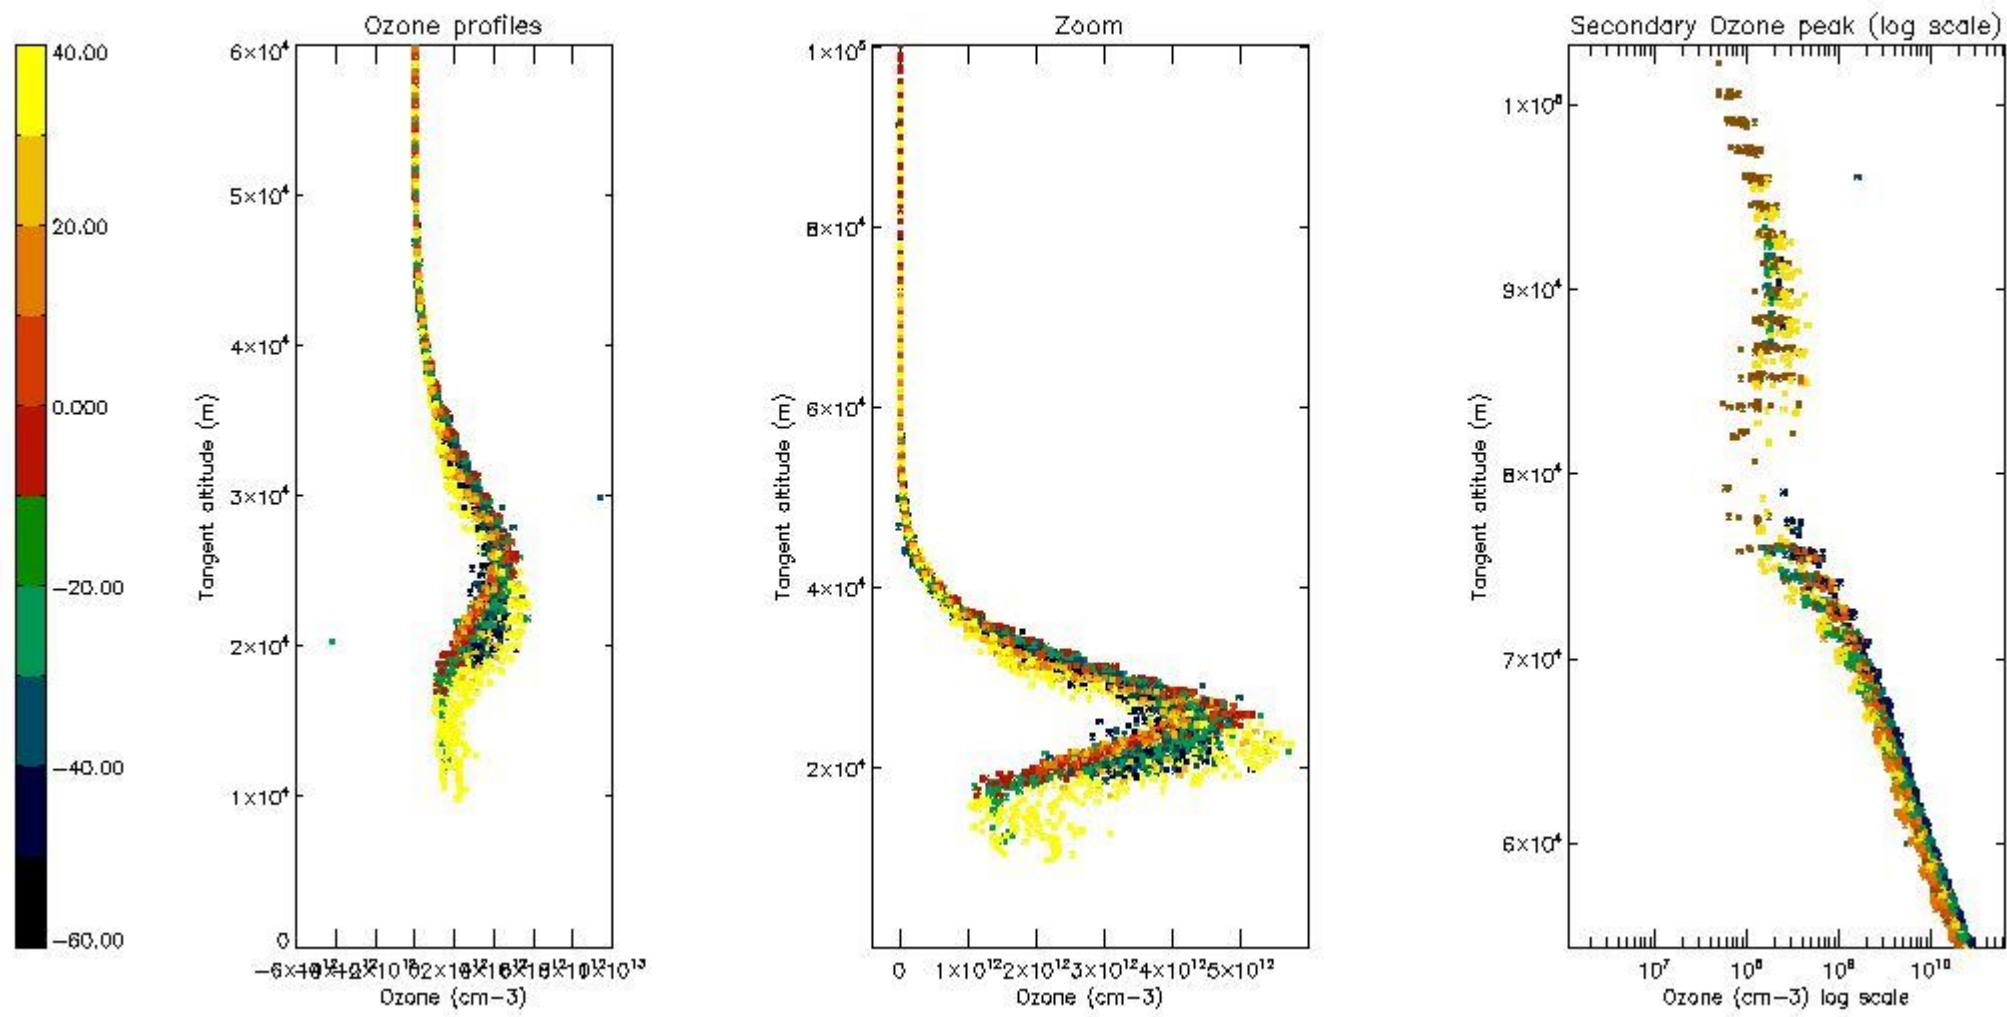 Ozone profiles
Zoom
Secondary Ozone peak (log scale)
40.00
20.00
0.000
−20.00
−40.00
−60.00
Tangent altitude (m)
6×10⁴
5×10⁴
4×10⁴
3×10⁴
2×10⁴
1×10⁴
0
Ozone (cm−3)
Tangent altitude (m)
1×10⁵
8×10⁴
6×10⁴
4×10⁴
2×10⁴
0 1×10¹² 2×10¹² 3×10¹² 4×10¹² 5×10¹²
Ozone (cm−3)
Tangent altitude (m)
9×10⁴
8×10⁴
7×10⁴
6×10⁴
10⁷ 10⁸ 10⁹ 10¹⁰
Ozone (cm−3) log scale